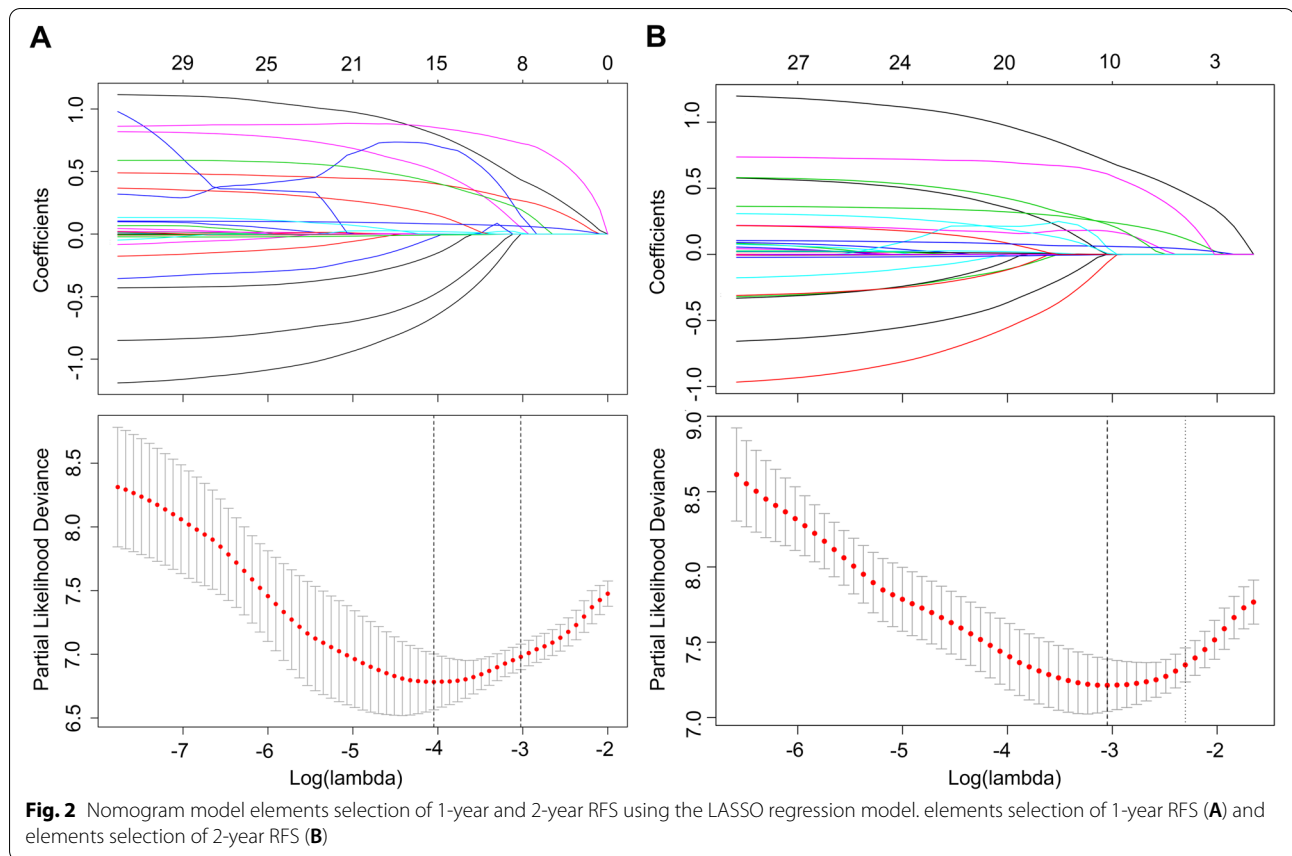 A
29 25 21 15 8 0
Coefficients
1.0
0.5
0.0
-0.5
-1.0
Partial Likelihood Deviance
8.5
8.0
7.5
7.0
6.5
-7 -6 -5 -4 -3 -2
Log(lambda)
B
27 24 20 10 3
Coefficients
1.0
0.5
0.0
-0.5
-1.0
Partial Likelihood Deviance
9.0
8.5
8.0
7.5
7.0
-6 -5 -4 -3 -2
Log(lambda)
Fig. 2 Nomogram model elements selection of 1-year and 2-year RFS using the LASSO regression model. elements selection of 1-year RFS (A) and
elements selection of 2-year RFS (B)